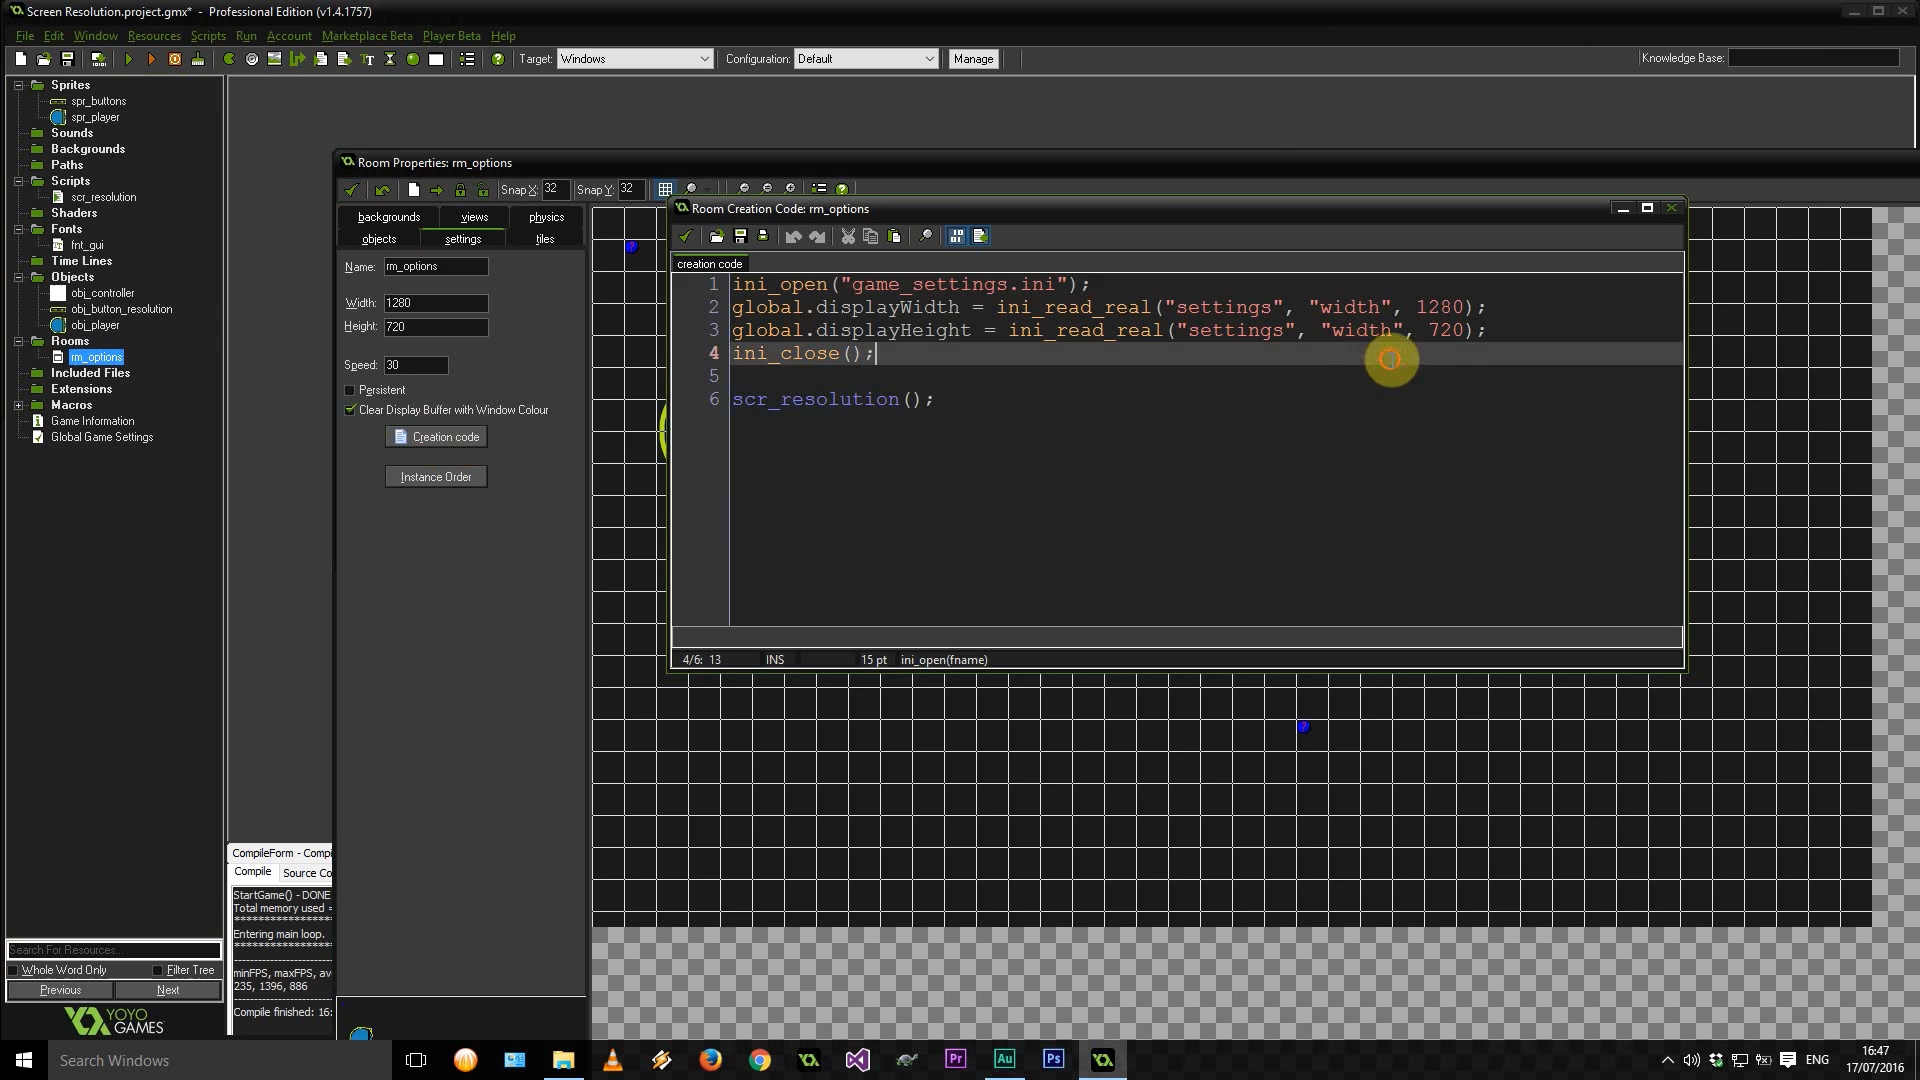 Screen Resolution.project.gmx* - Professional Edition (v1.4.1757)
File Edit Window Resources Scripts Run Account Marketplace Beta Player Beta Help
Target: Windows Configuration: Default Manage Knowledge Base:
Sprites
spr_buttons
spr_player
Sounds
Backgrounds
Paths
Scripts
scr_resolution
Shaders
Fonts
fnt_gui
Time Lines
Objects
obj_controller
obj_button_resolution
obj_player
Rooms
rm_options
Included Files
Extensions
Macros
Game Information
Global Game Settings
Search For Resources...
Whole Word Only Filter Tree
Previous Next
YOYO
GAMES
Room Properties: rm_options
Snap X: 32 Snap Y: 32
backgrounds views physics
objects settings tiles
Name: rm_options
Width: 1280
Height: 720
Speed: 30
Persistent
Clear Display Buffer with Window Colour
Creation code
Instance Order
Room Creation Code: rm_options
creation code
1 ini_open("game_settings.ini");
2 global.displayWidth = ini_read_real("settings", "width", 1280);
3 global.displayHeight = ini_read_real("settings", "width", 720);
4 ini_close();
5
6 scr_resolution();
4/6: 13 INS 15 pt ini_open(fname)
CompileForm - Compi
Compile Source Co
StartGame() - DONE
Total memory used =
Entering main loop.
minFPS, maxFPS, av
235, 1396, 886
Compile finished: 16:
Search Windows
Pr Au Ps
ENG
16:47
17/07/2016